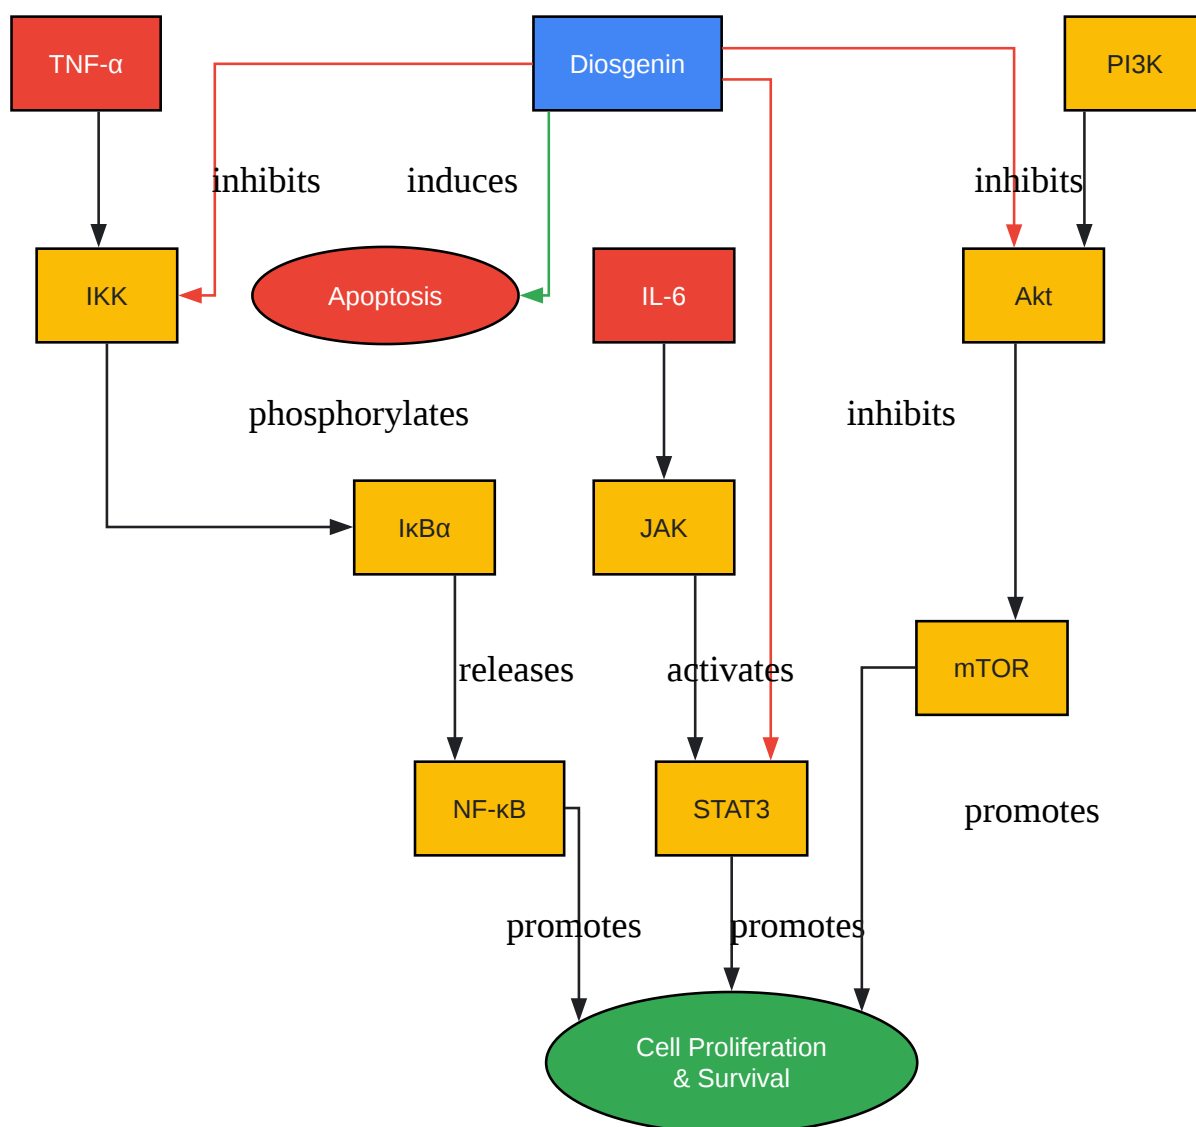 TNF-α
Diosgenin
PI3K
inhibits
induces
inhibits
IKK
Apoptosis
IL-6
Akt
phosphorylates
inhibits
IκBα
JAK
releases
activates
mTOR
NF-κB
STAT3
promotes
promotes
promotes
Cell Proliferation
& Survival